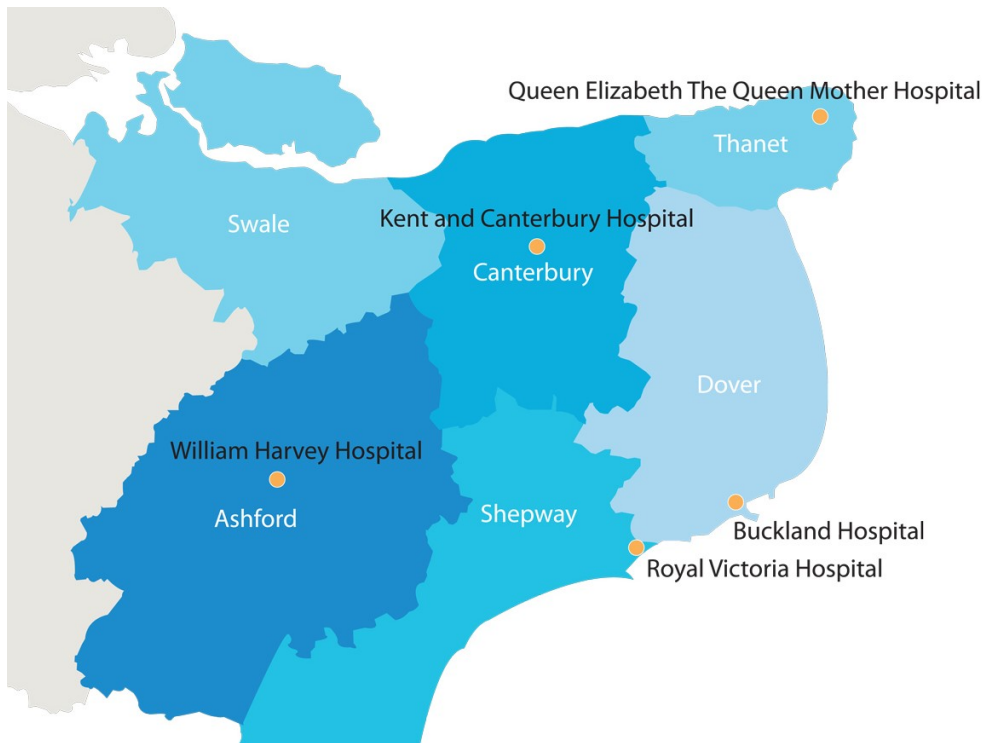 Queen Elizabeth The Queen Mother Hospital
Thanet
Swale
Kent and Canterbury Hospital
Canterbury
Dover
William Harvey Hospital
Ashford
Shepway
Buckland Hospital
Royal Victoria Hospital